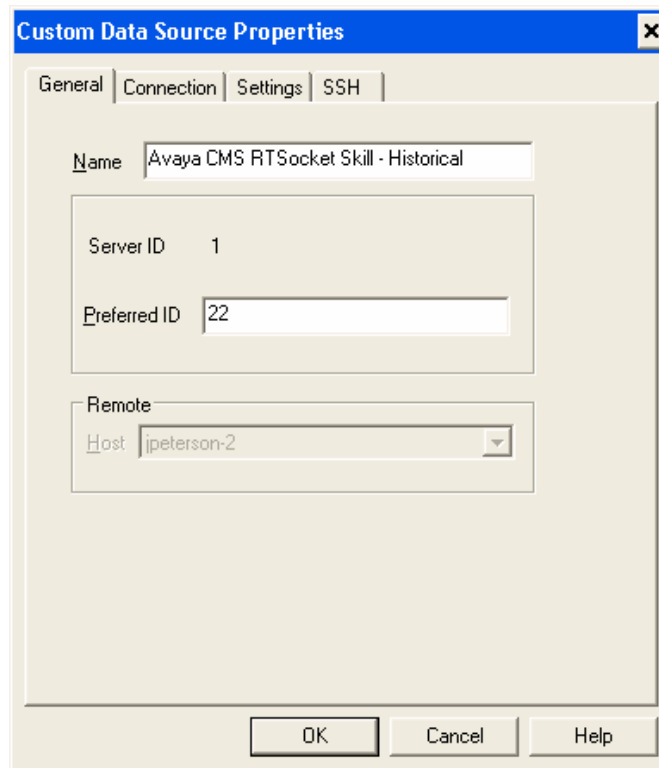 Custom Data Source Properties
General Connection Settings SSH
Name Avaya CMS RTSocket Skill - Historical
Server ID 1
Preferred ID 22
Remote
Host jpeterson-2
OK Cancel Help